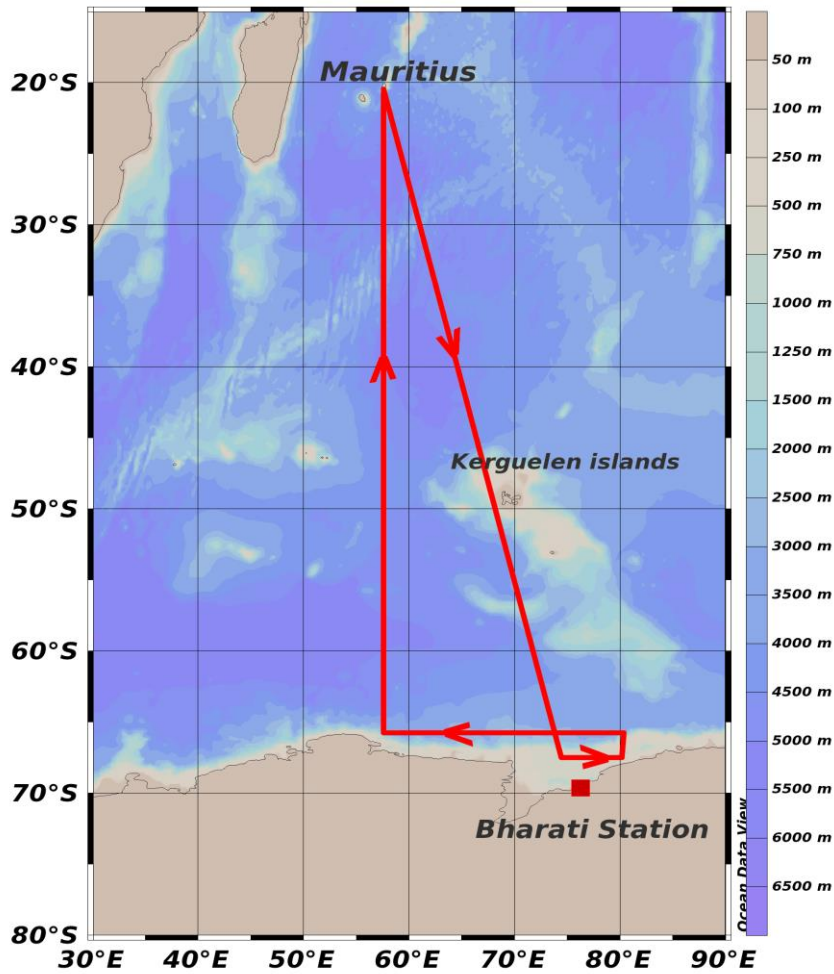 Mauritius
Kerguelen islands
Bharati Station
20°S
30°S
40°S
50°S
60°S
70°S
80°S
30°E
40°E
50°E
60°E
70°E
80°E
90°E
50 m
100 m
250 m
500 m
750 m
1000 m
1250 m
1500 m
2000 m
2500 m
3000 m
3500 m
4000 m
4500 m
5000 m
5500 m
6000 m
6500 m
Ocean Data View